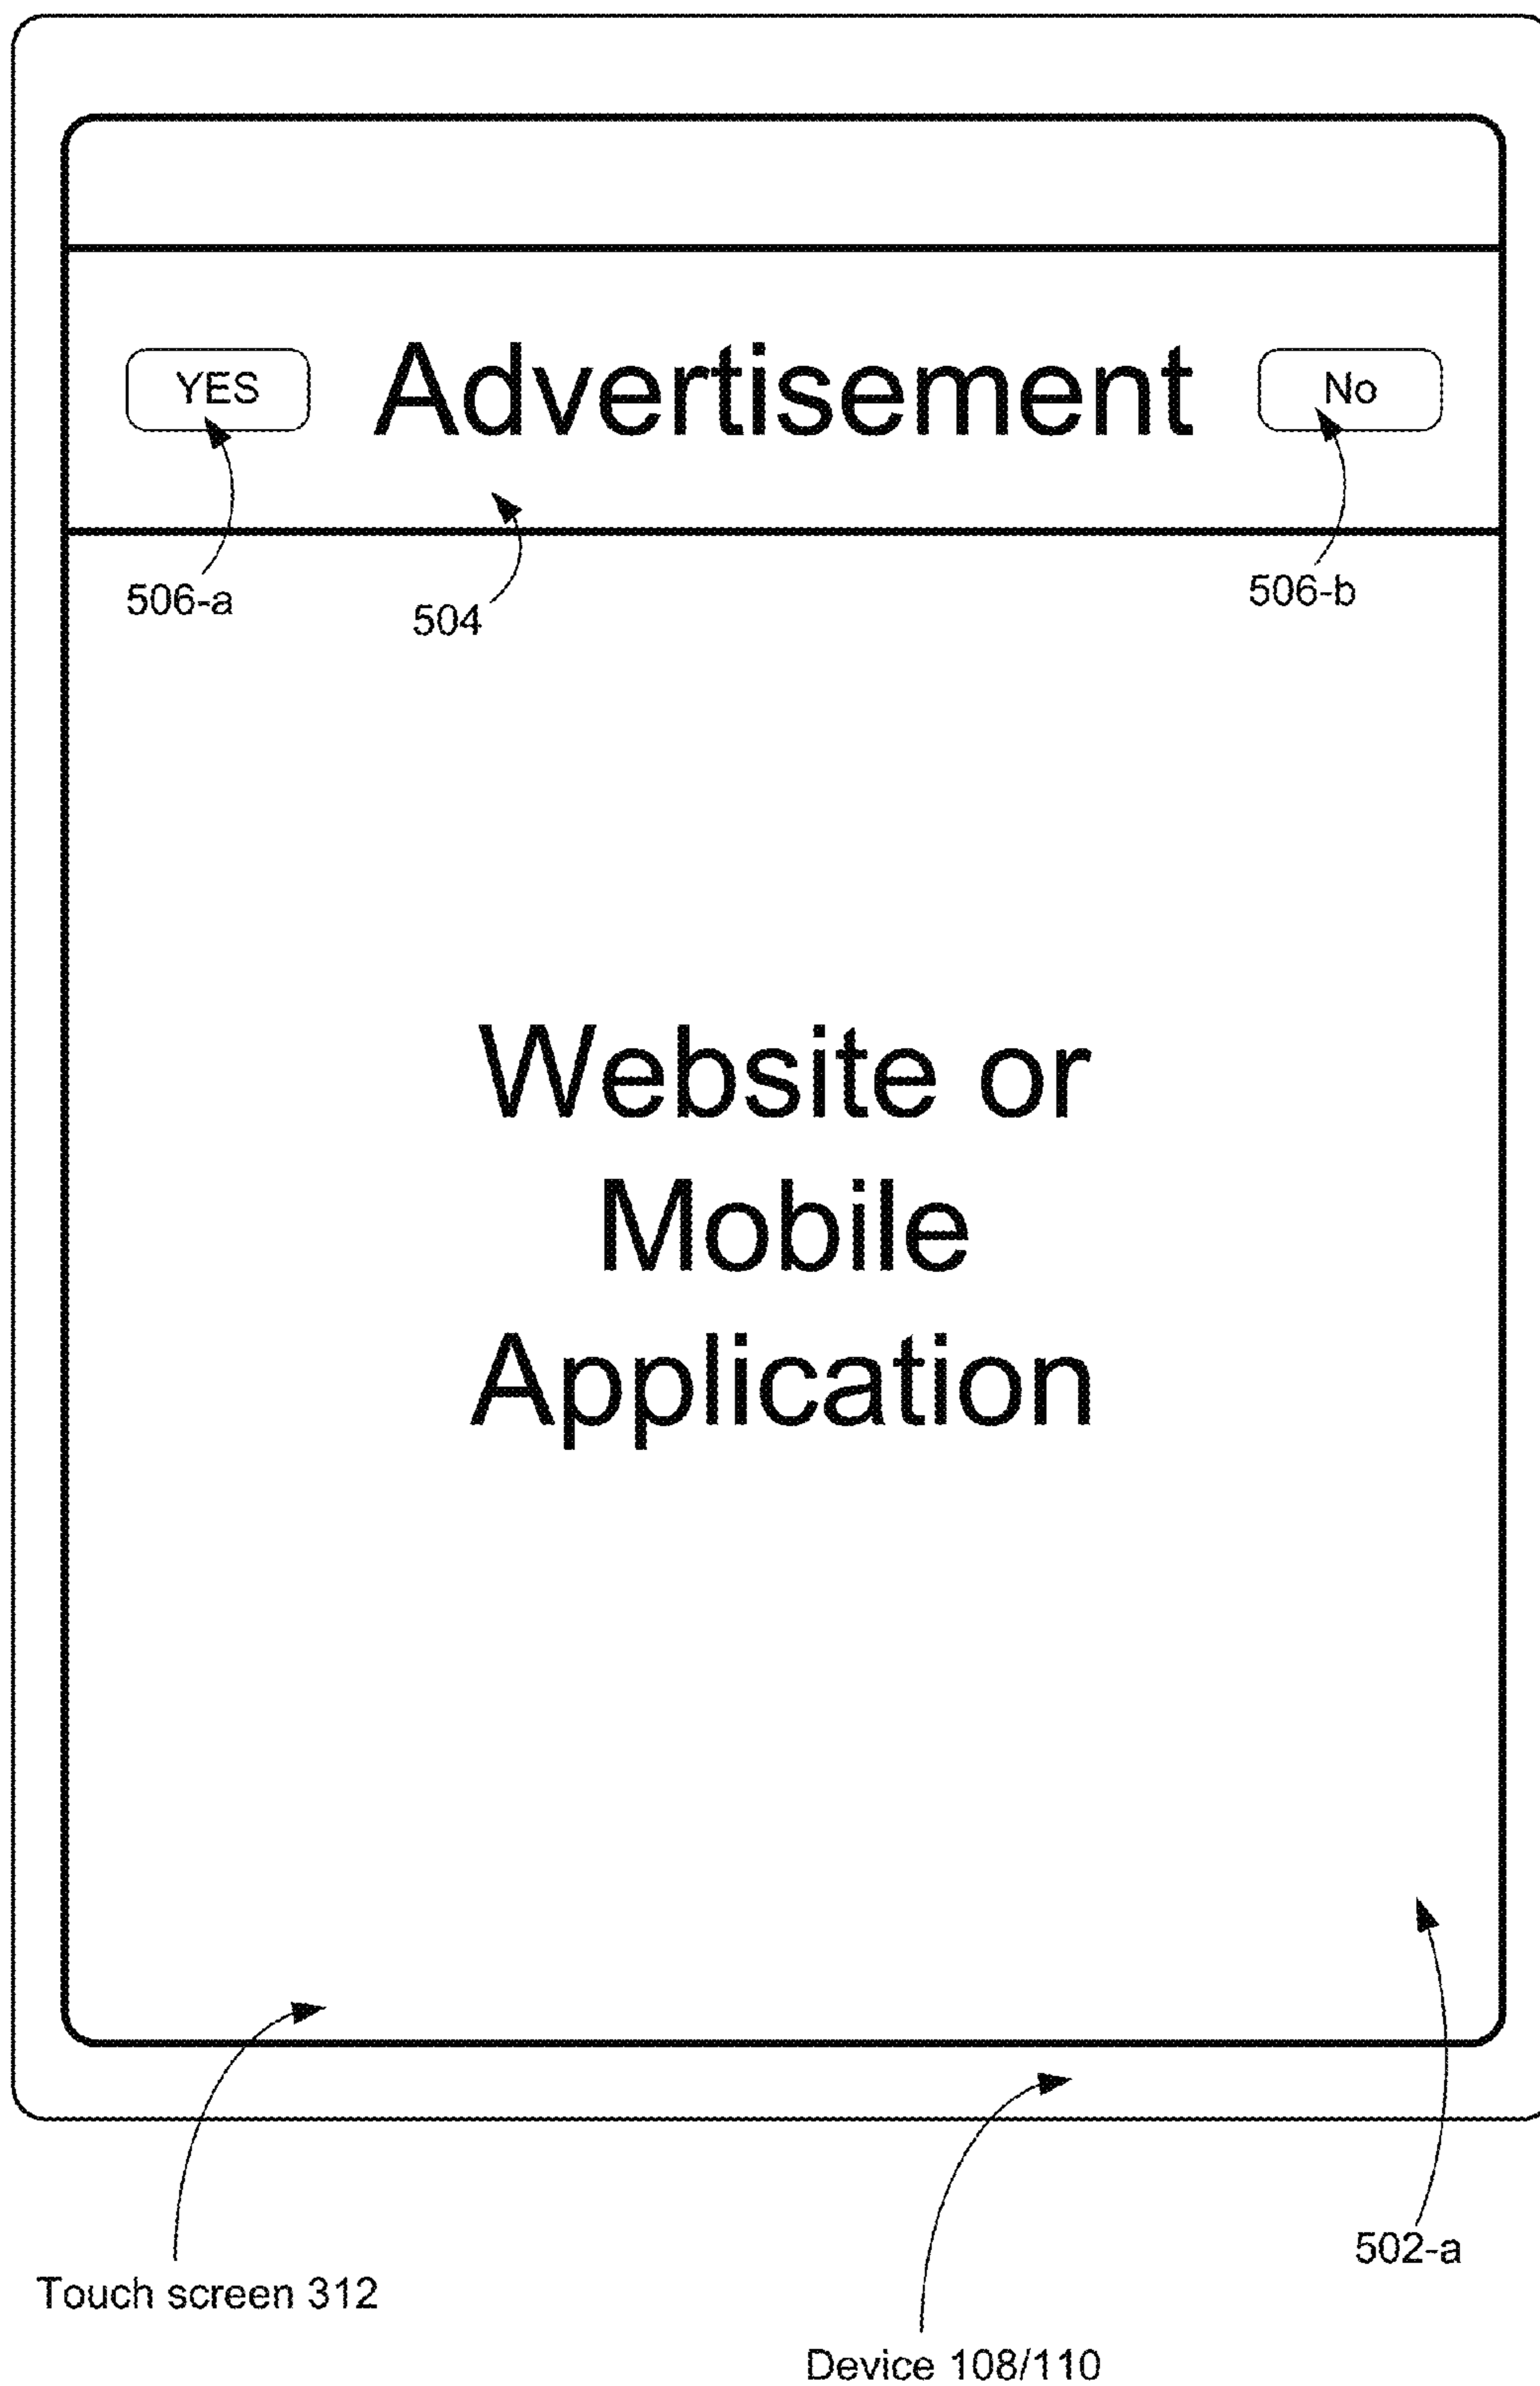 YES
Advertisement
No
506-a
504
506-b
Website or
Mobile
Application
502-a
Touch screen 312
Device 108/110